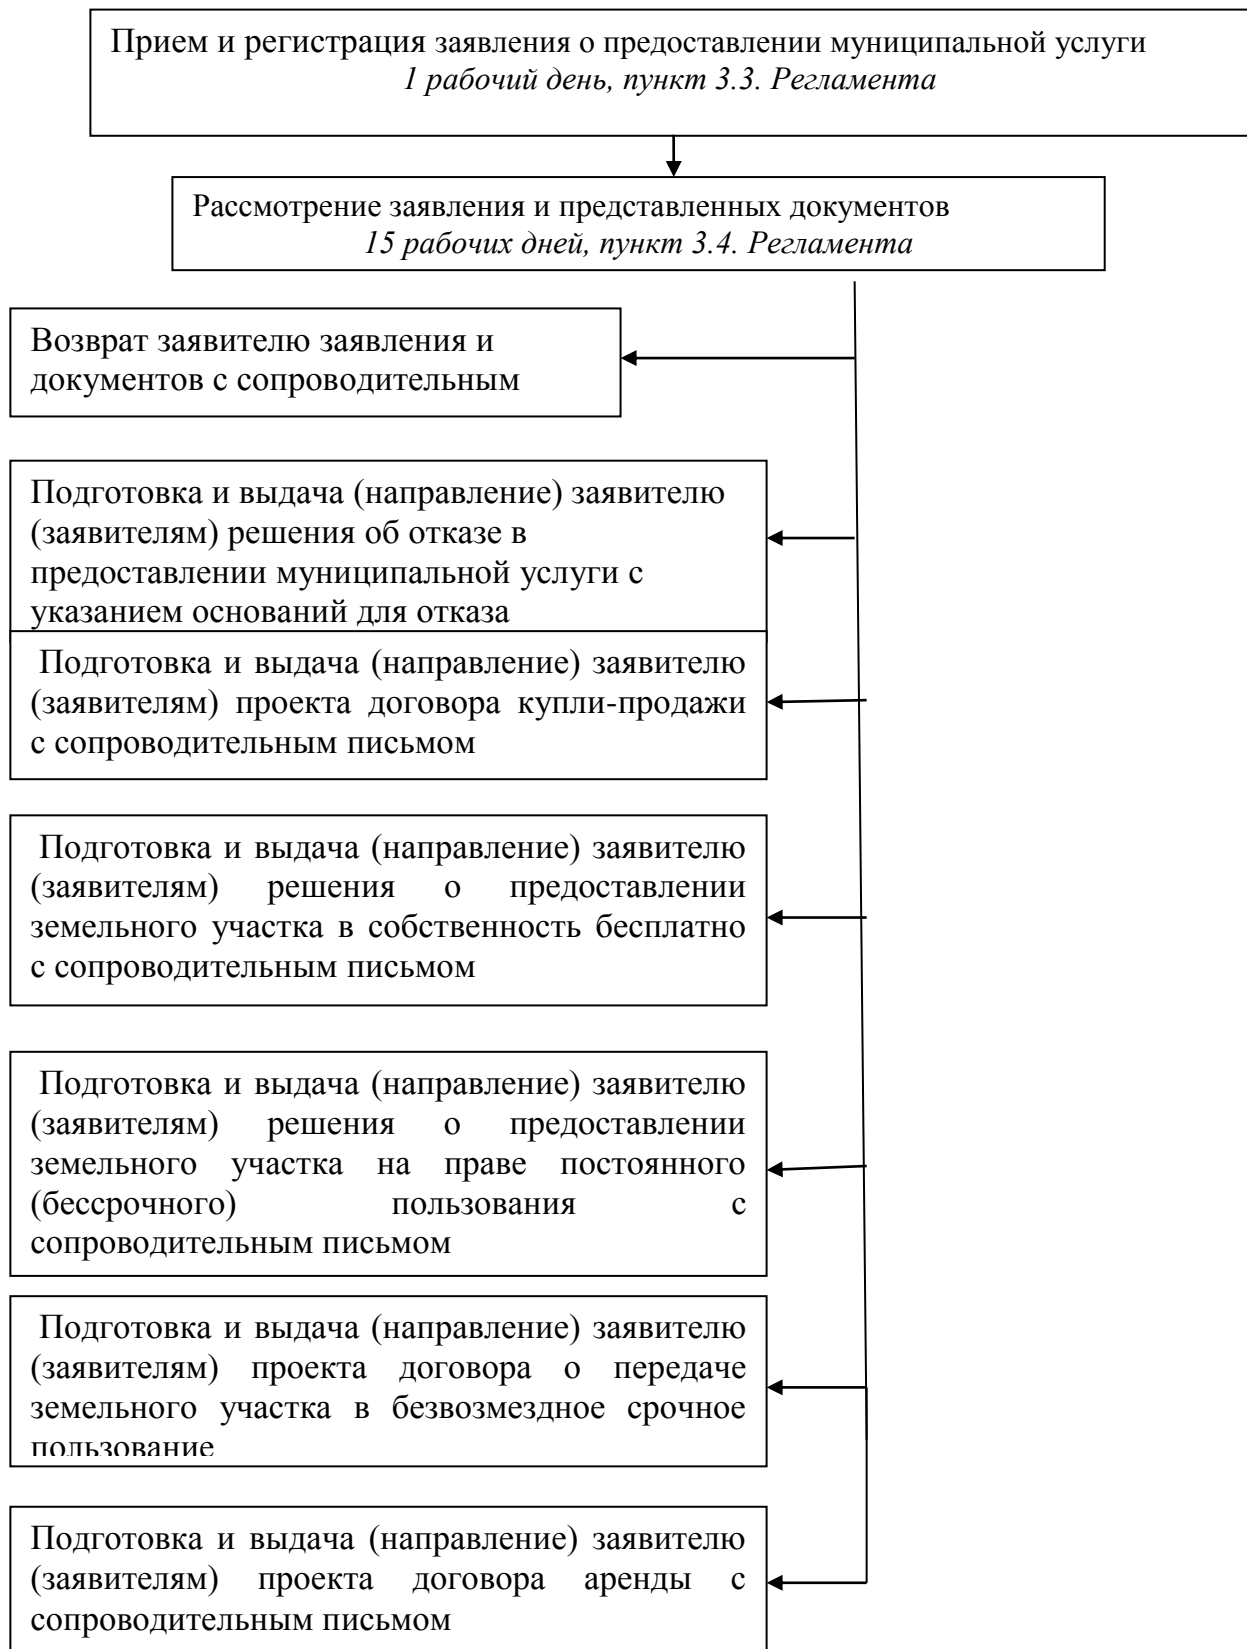 Прием и регистрация заявления о предоставлении муниципальной услуги
1 рабочий день, пункт 3.3. Регламента
Рассмотрение заявления и представленных документов
15 рабочих дней, пункт 3.4. Регламента
Возврат заявителю заявления и
документов с сопроводительным
Подготовка и выдача (направление) заявителю
(заявителям) решения об отказе в
предоставлении муниципальной услуги с
указанием оснований для отказа
Подготовка и выдача (направление) заявителю
(заявителям) проекта договора купли-продажи
с сопроводительным письмом
Подготовка и выдача (направление) заявителю
(заявителям) решения о предоставлении
земельного участка в собственность бесплатно
с сопроводительным письмом
Подготовка и выдача (направление) заявителю
(заявителям) решения о предоставлении
земельного участка на праве постоянного
(бессрочного) пользования с
сопроводительным письмом
Подготовка и выдача (направление) заявителю
(заявителям) проекта договора о передаче
земельного участка в безвозмездное срочное
пользование
Подготовка и выдача (направление) заявителю
(заявителям) проекта договора аренды с
сопроводительным письмом